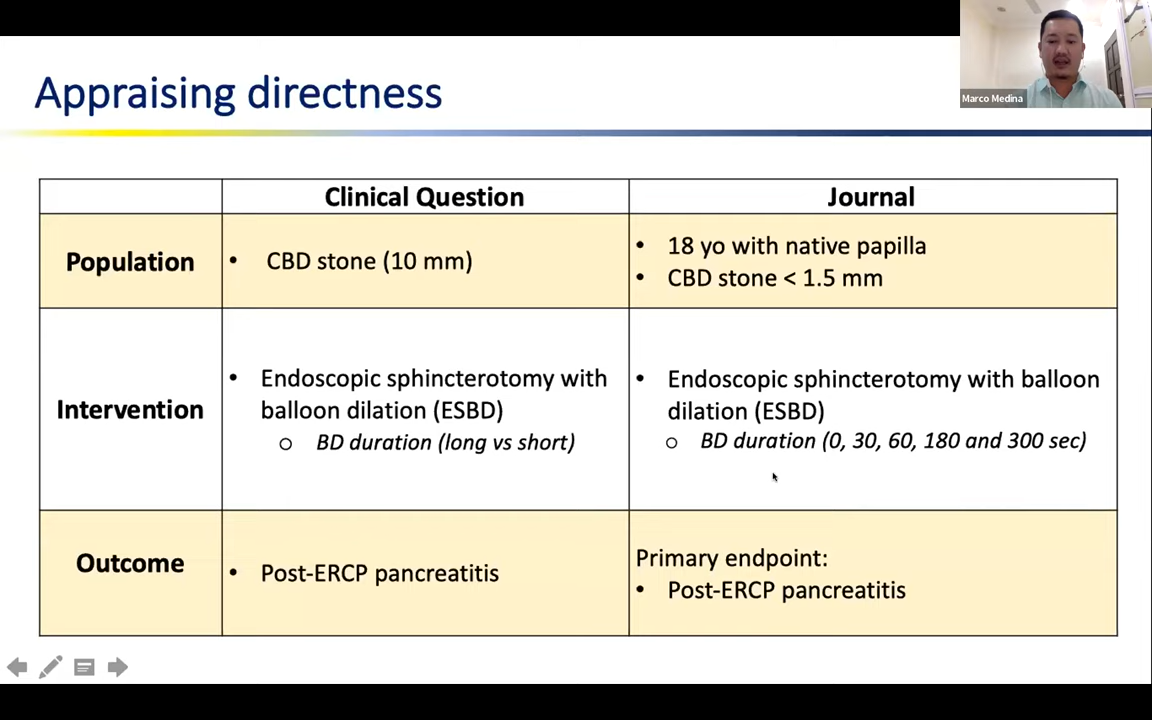 Appraising directness
Marco Medina
Clinical Question
Journal
Population
• CBD stone (10 mm)
• 18 yo with native papilla
• CBD stone < 1.5 mm
Intervention
• Endoscopic sphincterotomy with
balloon dilation (ESBD)
o BD duration (long vs short)
• Endoscopic sphincterotomy with balloon
dilation (ESBD)
o BD duration (0, 30, 60, 180 and 300 sec)
Outcome
• Post-ERCP pancreatitis
Primary endpoint:
• Post-ERCP pancreatitis